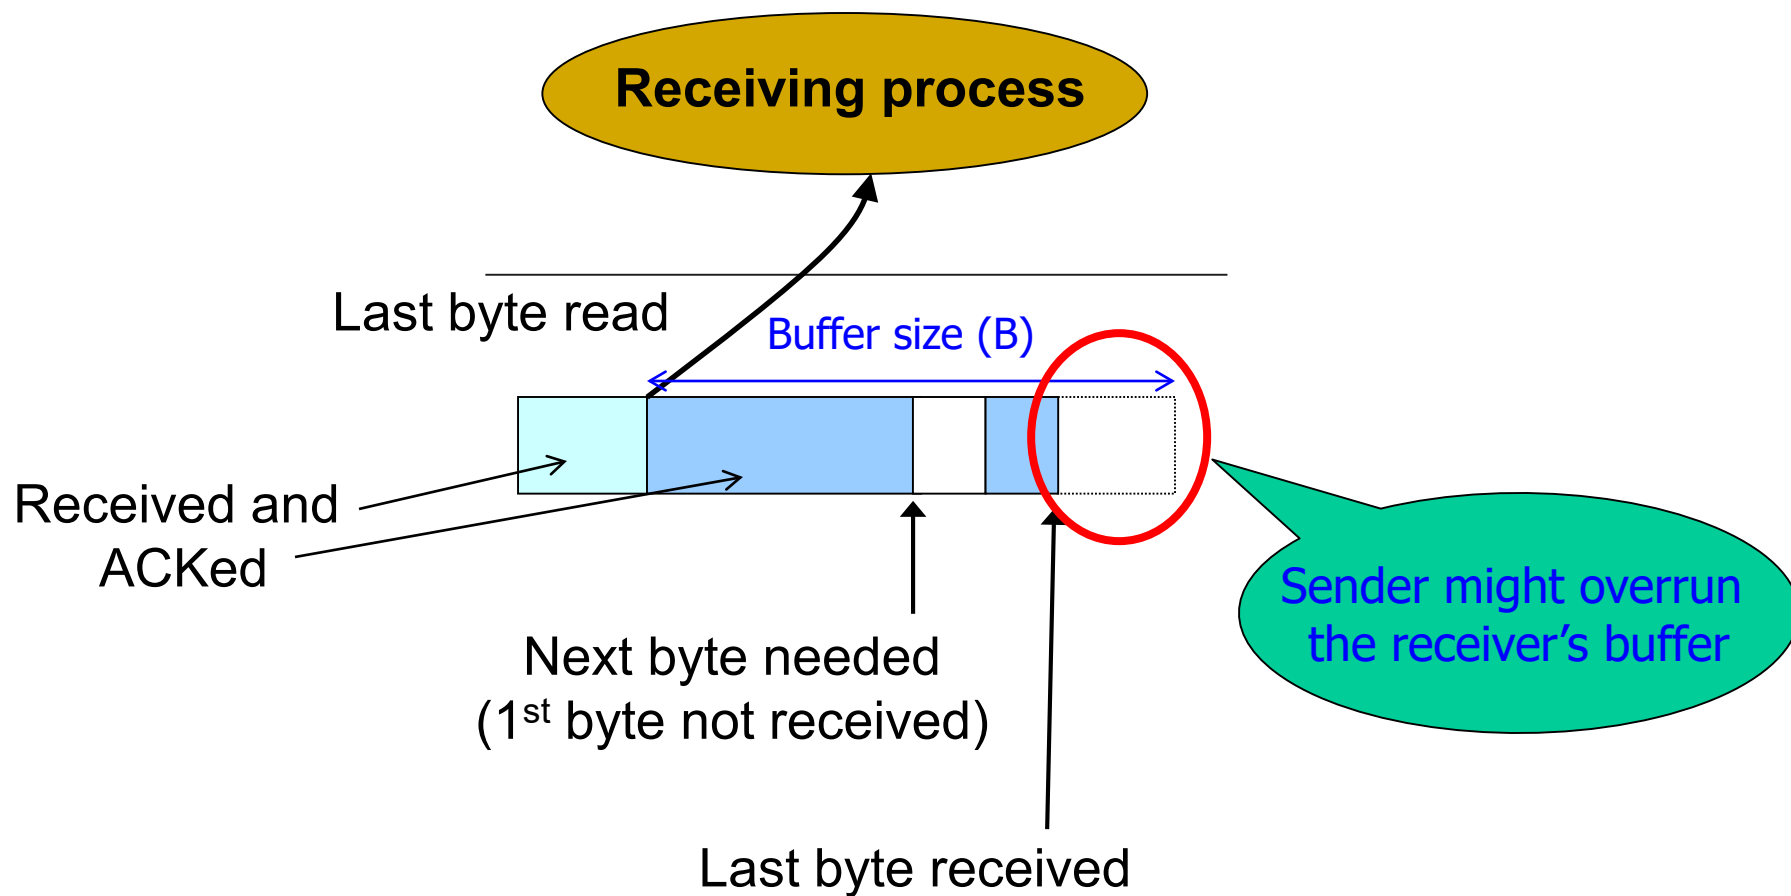 Receiving process
Last byte read
Buffer size (B)
Received and
ACKed
Sender might overrun
the receiver’s buffer
Next byte needed
(1st byte not received)
Last byte received